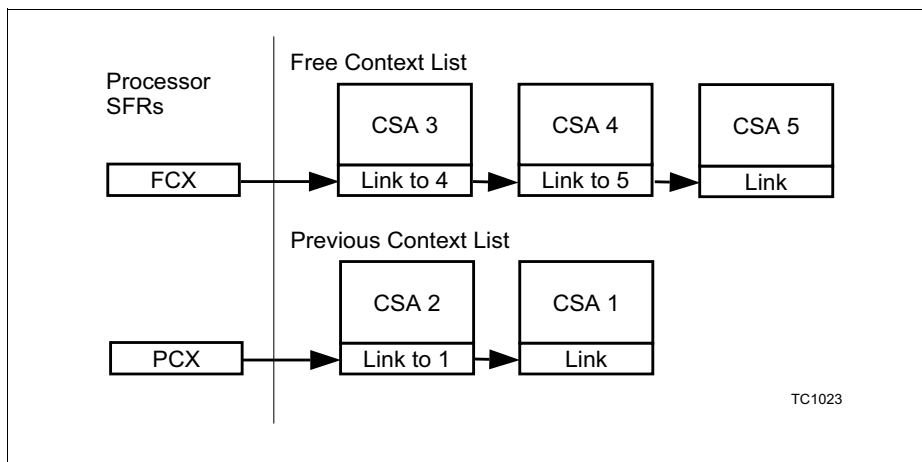 Processor
SFRs
Free Context List
CSA 3
CSA 4
CSA 5
FCX
Link to 4
Link to 5
Link
Previous Context List
CSA 2
CSA 1
PCX
Link to 1
Link
TC1023